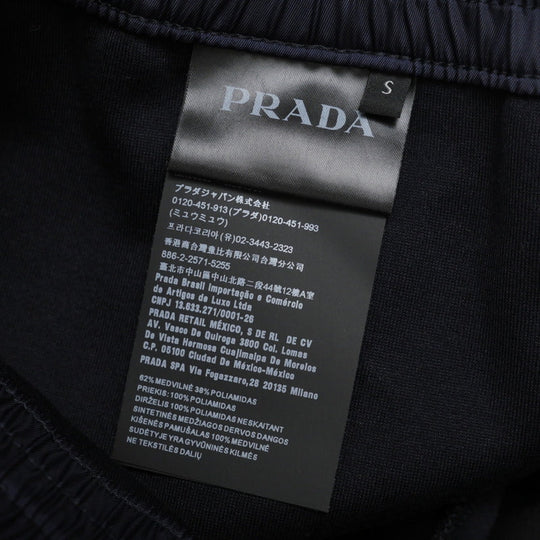 S
PRADA
プラダジャパン株式会社
0120-451-913(プラダ)0120-451-993
(ミュウミュウ)
프라다코리아(유)02-3443-2323
香港商台灣普比有限公司台灣分公司
886-2-2571-5255
臺北市中山區中山北路二段44號12樓
Prada Brasil Importação e Comércio
de Artigos de Luxo Ltda
CNPJ 13.633.271/0001-26
PRADA RETAIL MÉXICO, S DE RL DE CV
AV. Vasco De Quiroga 3800 Col. Lomas
De Vista Hermosa Cuajimalpa De Morelos
C.P. 05100 Ciudad De México-México
PRADA SPA Via Fogazzaro,28 20135 Milano
62% MEDVILNĖ 38% POLIAMIDAS
PRIEKIS:100% POLIAMIDAS
DIRŽELIS 100% POLIAMIDAS NESKAITANT
SINTETINĖS MEDŽIAGOS DERVOS DANGOS
KIŠENĖS PAMUŠALAS 100% MEDVILNĖ
SUDĖTYJE YRA GYVŪNINĖS KILMĖS
NE TEKSTILĖS DALIŲ